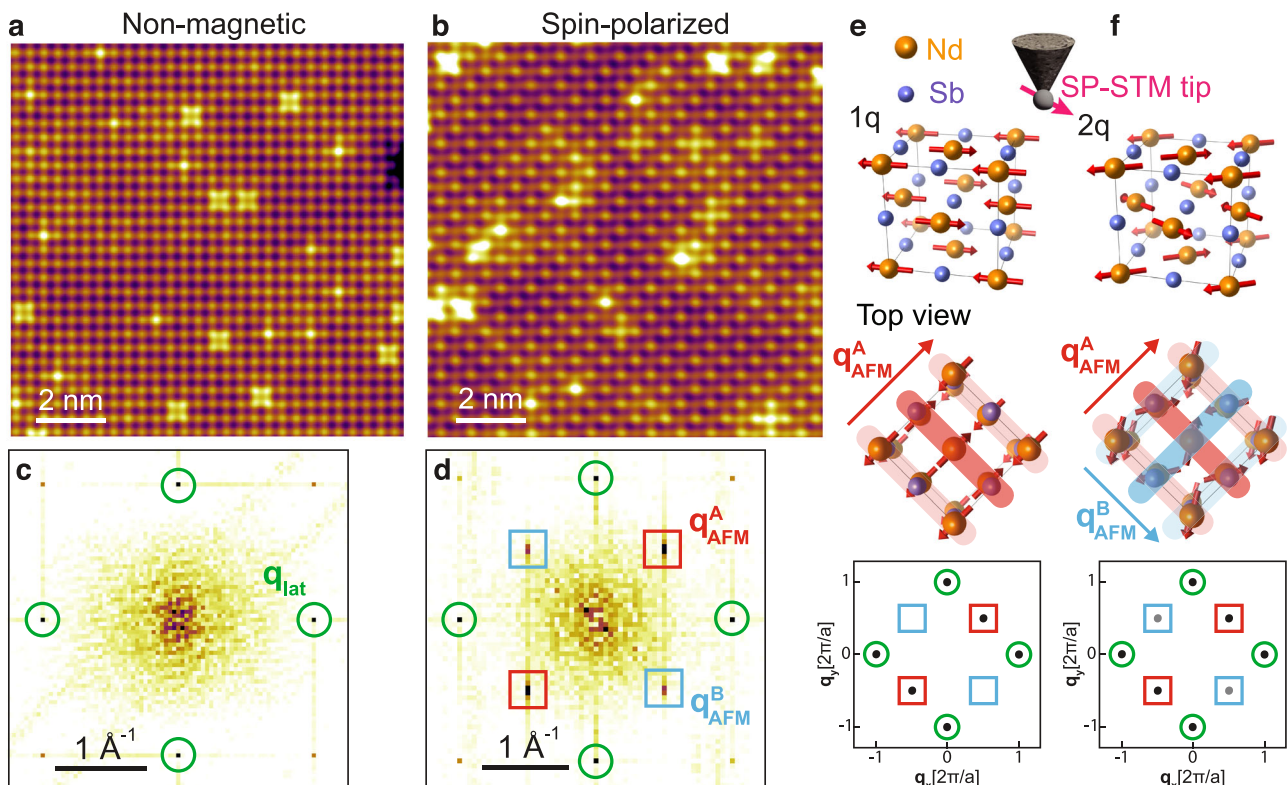 a Non-magnetic
2 nm
b Spin-polarized
2 nm
c
q_lat
1 Å⁻¹
d
q^A_AFM
q^B_AFM
1 Å⁻¹
e f
Nd
Sb
SP-STM tip
1q 2q
Top view
q^A_AFM
q^A_AFM
q^B_AFM
q_y[2π/a]
1
0
-1
-1 0 1
q_x[2π/a]
q_y[2π/a]
1
0
-1
-1 0 1
q_x[2π/a]